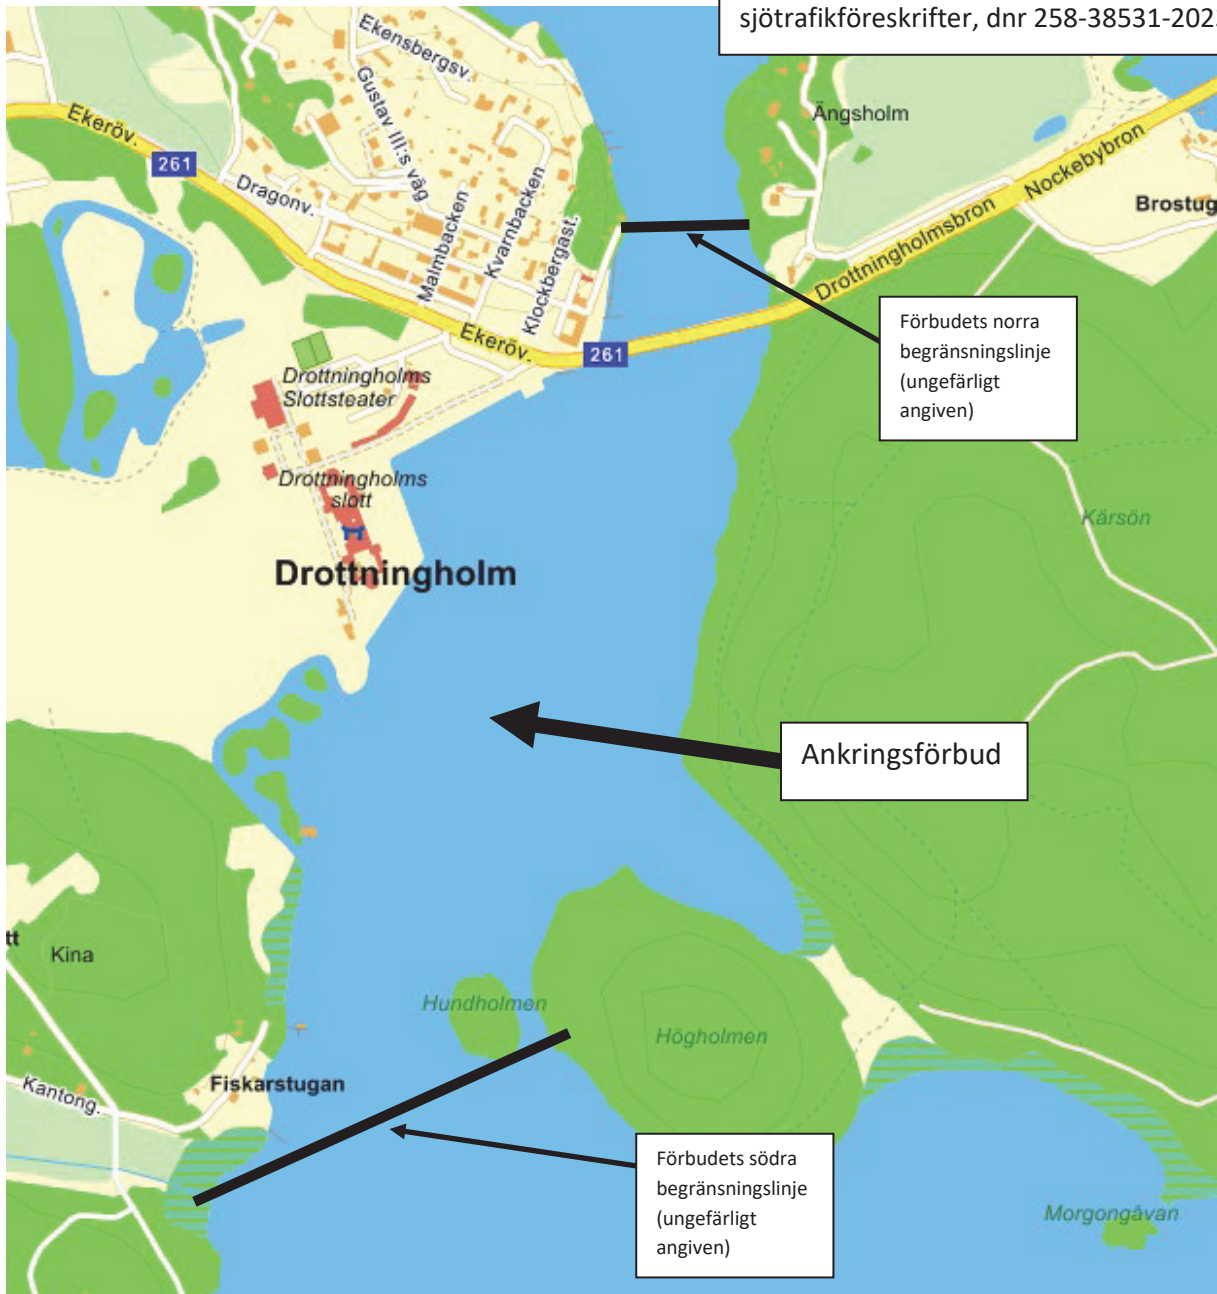 sjötrafikföreskrifter, dnr 258-38531-202
Ekensbergsv.
Gustav III:s väg
Ängsholm
Ekeröv.
261
Nockebybron
Dragonv.
Malmbacken
Kvarnbacken
Klockbergast.
Brostug
Drottningholmsbron
Förbudets norra
begränsningslinje
(ungefärligt
angiven)
Ekeröv.
261
Drottningholms
Slottsteater
Drottningholms
slott
Kärsön
Drottningholm
Ankringsförbud
tt
Kina
Hundholmen
Högholmen
Fiskarstugan
Kantong.
Förbudets södra
begränsningslinje
(ungefärligt
angiven)
Morgongåvan